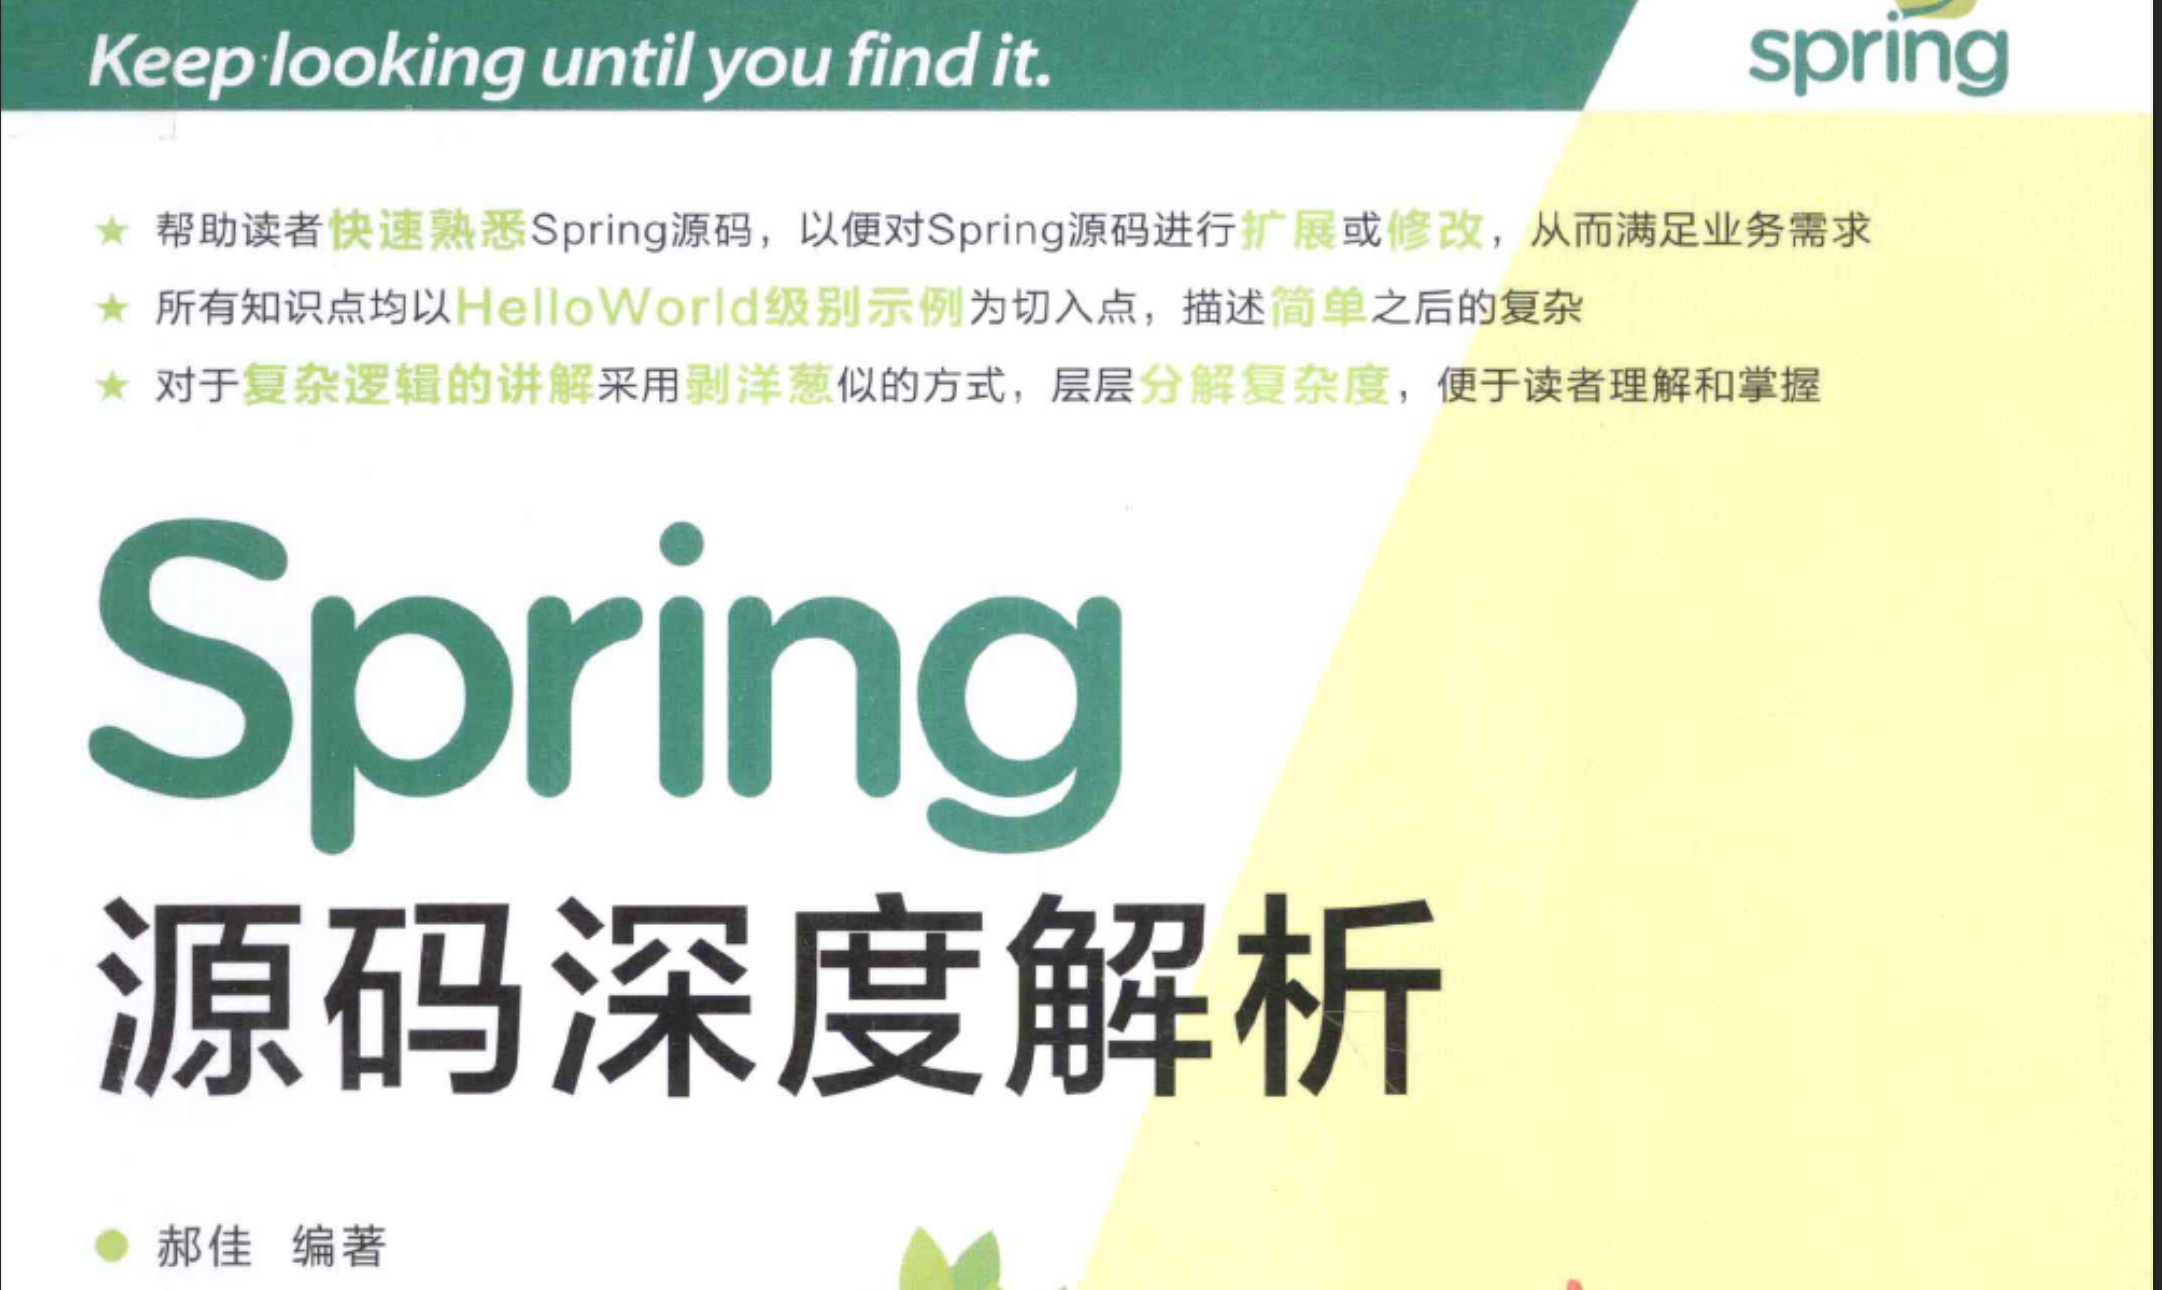 Keep looking until you find it.
spring
★ 帮助读者快速熟悉Spring源码，以便对Spring源码进行扩展或修改，从而满足业务需求
★ 所有知识点均以HelloWorld级别示例为切入点，描述简单之后的复杂
★ 对于复杂逻辑的讲解采用剥洋葱似的方式，层层分解复杂度，便于读者理解和掌握
Spring
源码深度解析
● 郝佳 编著